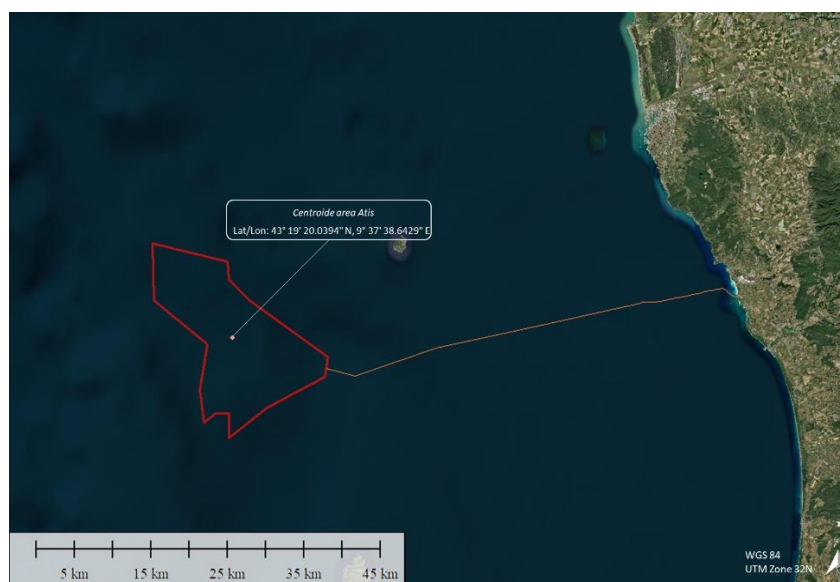 Centroide area Atis
Lat/Lon: 43° 19' 20.0394'' N, 9° 37' 38.6429'' E
5 km 15 km 25 km 35 km 45 km
WGS 84
UTM Zone 32N